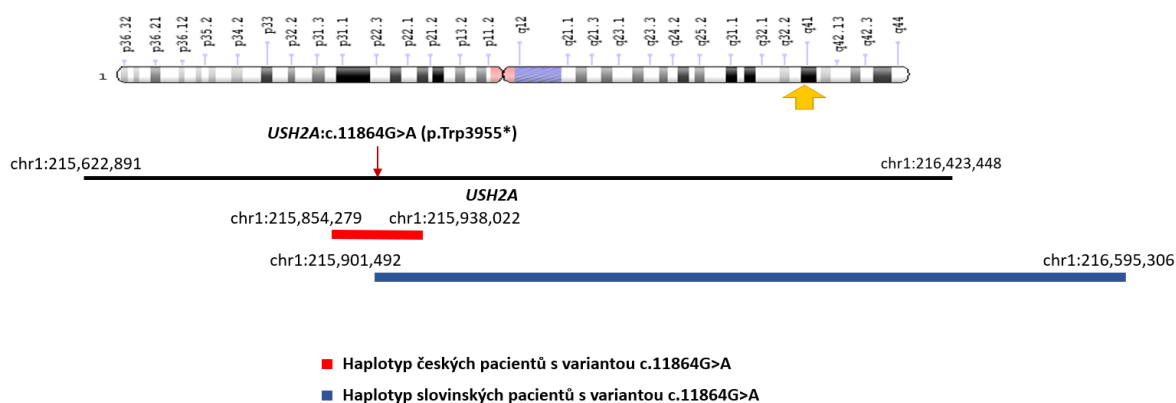 p36.32 p36.21 p36.12 p35.2 p34.2 p33 p32.2 p31.3 p31.1 p22.3 p22.1 p21.2 p13.2 p11.2 q12 q21.1 q21.3 q23.1 q23.3 q24.2 q25.2 q31.1 q32.1 q32.2 q41 q42.13 q42.3 q44
1
USH2A:c.11864G>A (p.Trp3955*)
chr1:215,622,891 chr1:216,423,448
USH2A
chr1:215,854,279 chr1:215,938,022
chr1:215,901,492 chr1:216,595,306
Haplotyp českých pacientů s variantou c.11864G>A
Haplotyp slovinských pacientů s variantou c.11864G>A